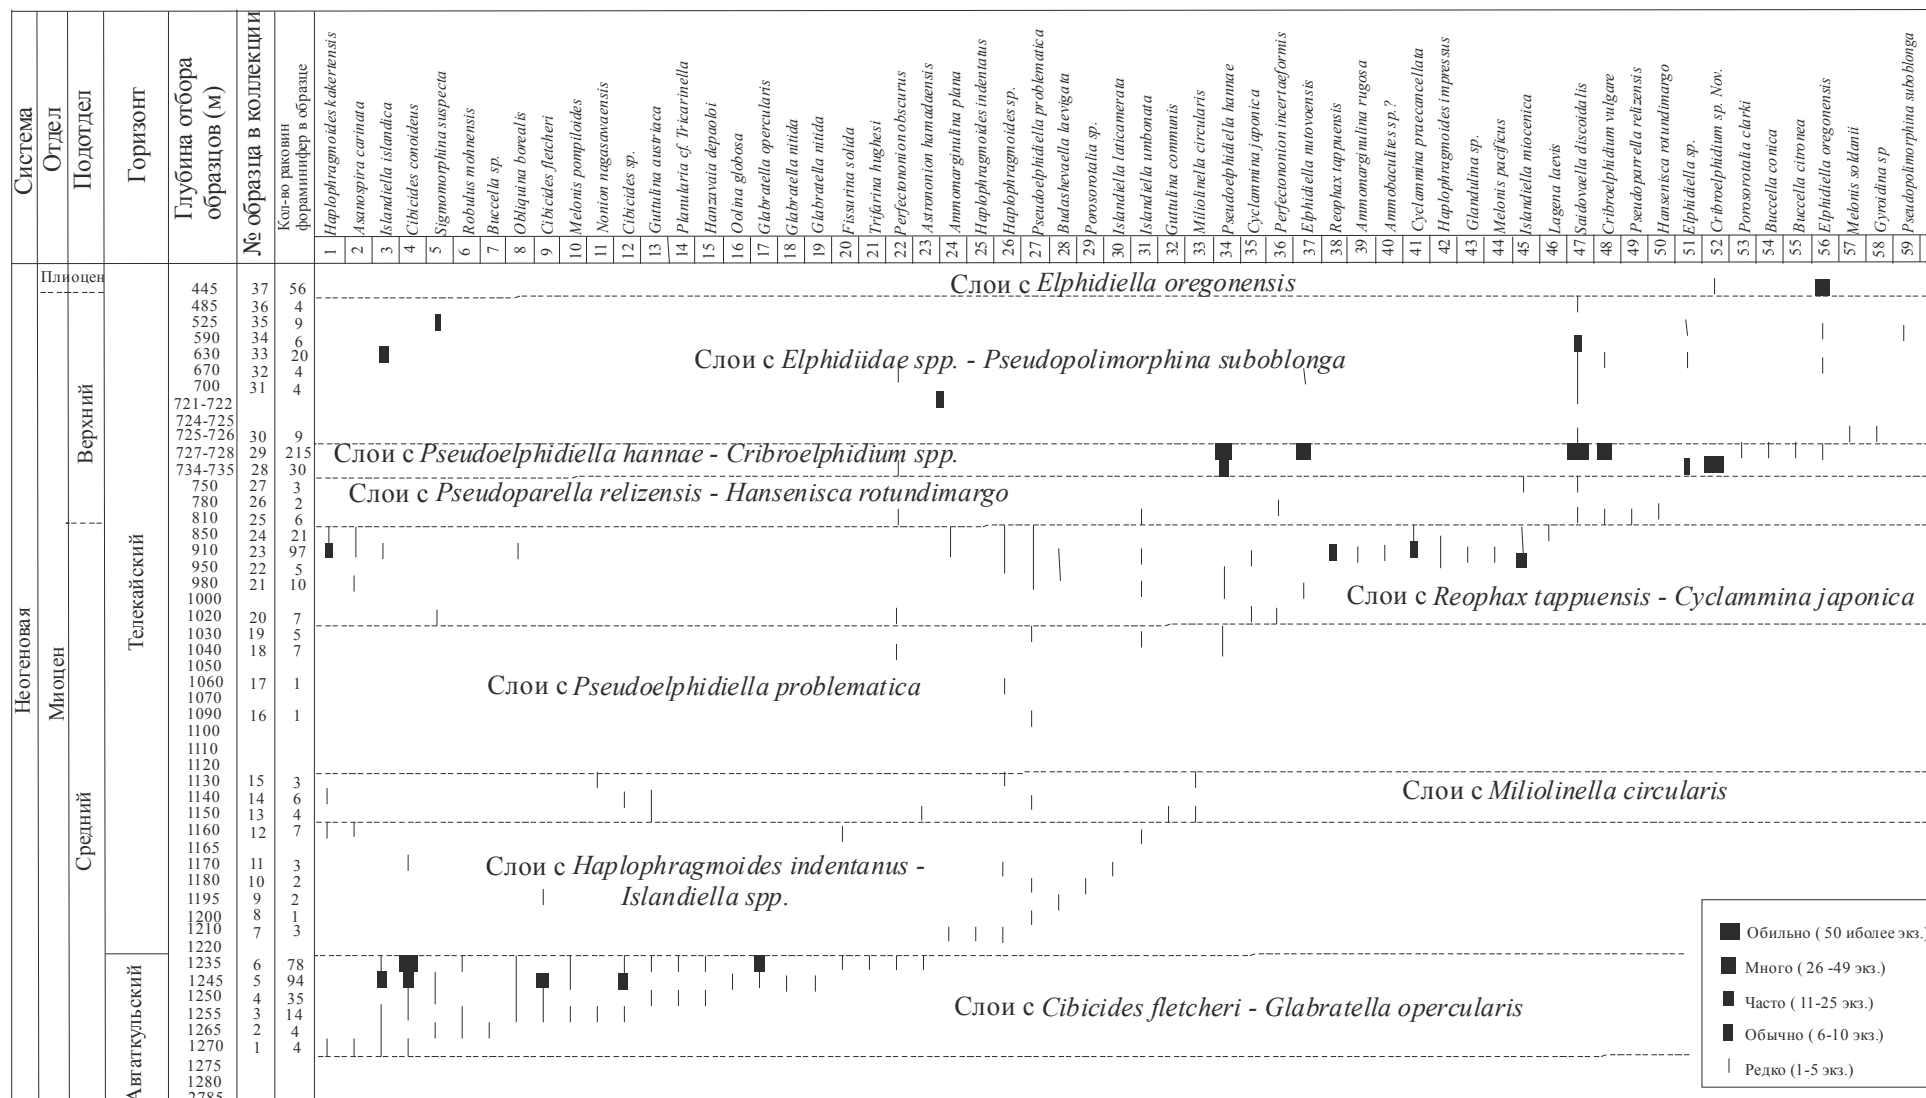 Система
Отдел
Подотдел
Горизонт
Глубина отбора
образцов (м)
№ образца в коллекции
Кол-во раковин
фораминифер в образце
Haplophragmoides kakertensis
Asanospira carinata
Islandiella islandica
Cibicides conoideus
Sigmomorphina suspecta
Robulus mohnensis
Buccella sp.
Obliquina borealis
Cibicides fletcheri
Melonis pompiloides
Nonion nagasawaensis
Cibicides sp.
Guttulina austriaca
Planularia cf. Tricarinella
Hanzavaia depaoloi
Oolina globosa
Glabratella opercularis
Glabratella nitida
Glabratella nitida
Fissurina solida
Trifarina hughesi
Perfectononion obscurus
Astrononion hamadaensis
Ammomarginulina plana
Haplophragmoides indentatus
Haplophragmoides sp.
Pseudoelphidiella problematica
Budashevaella laevigata
Porosorotalia sp.
Islandiella laticamerata
Islandiella umbonata
Guttulina communis
Miliolinella circularis
Pseudoelphidiella hannae
Cyclammina japonica
Perfectononion incertaeformis
Elphidiella nutovoensis
Reophax tappuensis
Ammomarginulina rugosa
Ammobaculites sp.?
Cyclammina praecancellata
Haplophragmoides impressus
Glandulina sp.
Melonis pacificus
Islandiella miocenica
Lagena laevis
Saidovaella discoidalis
Cribroelphidium vulgare
Pseudoparrella relizensis
Hansenisca rotundimargo
Elphidiella sp.
Cribroelphidium sp. Nov.
Porosorotalia clarki
Buccella conica
Buccella citronea
Elphidiella oregonensis
Melonis soldanii
Gyroidina sp
Pseudopolimorphina suboblonga
1 2 3 4 5 6 7 8 9 10 11 12 13 14 15 16 17 18 19 20 21 22 23 24 25 26 27 28 29 30 31 32 33 34 35 36 37 38 39 40 41 42 43 44 45 46 47 48 49 50 51 52 53 54 55 56 57 58 59
Неогеновая
Плиоцен
Миоцен
Верхний
Средний
Телекайский
Автаткульский
445 37 56
485 36 4
525 35 9
590 34 6
630 33 20
670 32 4
700 31 4
721-722
724-725
725-726 30 9
727-728 29 215
734-735 28 30
750 27 3
780 26 2
810 25 6
850 24 21
910 23 97
950 22 5
980 21 10
1000
1020 20 7
1030 19 5
1040 18 7
1050
1060 17 1
1070
1090 16 1
1100
1110
1120
1130 15 3
1140 14 6
1150 13 4
1160 12 7
1165
1170 11 3
1180 10 2
1195 9 2
1200 8 1
1210 7 3
1220
1235 6 78
1245 5 94
1250 4 35
1255 3 14
1265 2 4
1270 1 4
1275
1280
2785
Слои с Elphidiella oregonensis
Слои с Elphidiidae spp. - Pseudopolimorphina suboblonga
Слои с Pseudoelphidiella hannae - Cribroelphidium spp.
Слои с Pseudoparella relizensis - Hansenisca rotundimargo
Слои с Reophax tappuensis - Cyclammina japonica
Слои с Pseudoelphidiella problematica
Слои с Miliolinella circularis
Слои с Haplophragmoides indentanus -
Islandiella spp.
Слои с Cibicides fletcheri - Glabratella opercularis
Обильно ( 50 иболее экз.)
Много ( 26 -49 экз.)
Часто ( 11-25 экз.)
Обычно ( 6-10 экз.)
Редко (1-5 экз.)